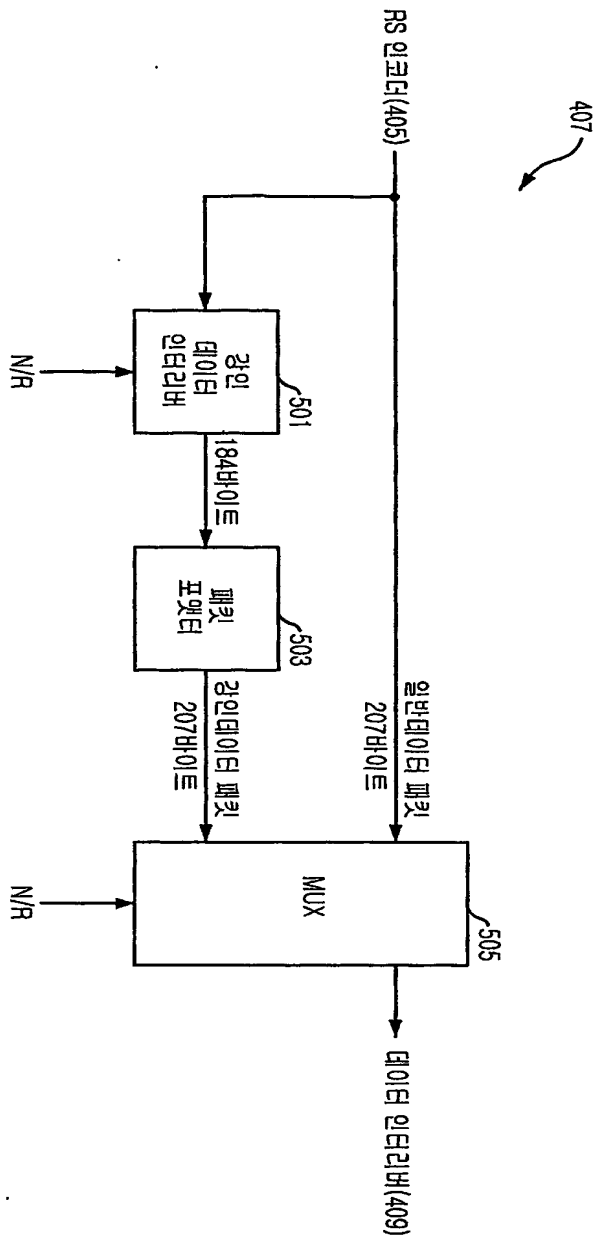 407
RS 인코더(405)
일반데이터 패킷
207바이트
강인
데이터
인터리버
501
184바이트
패킷
포맷터
503
강인데이터 패킷
207바이트
MUX
505
데이터 인터리버(409)
N/R
N/R